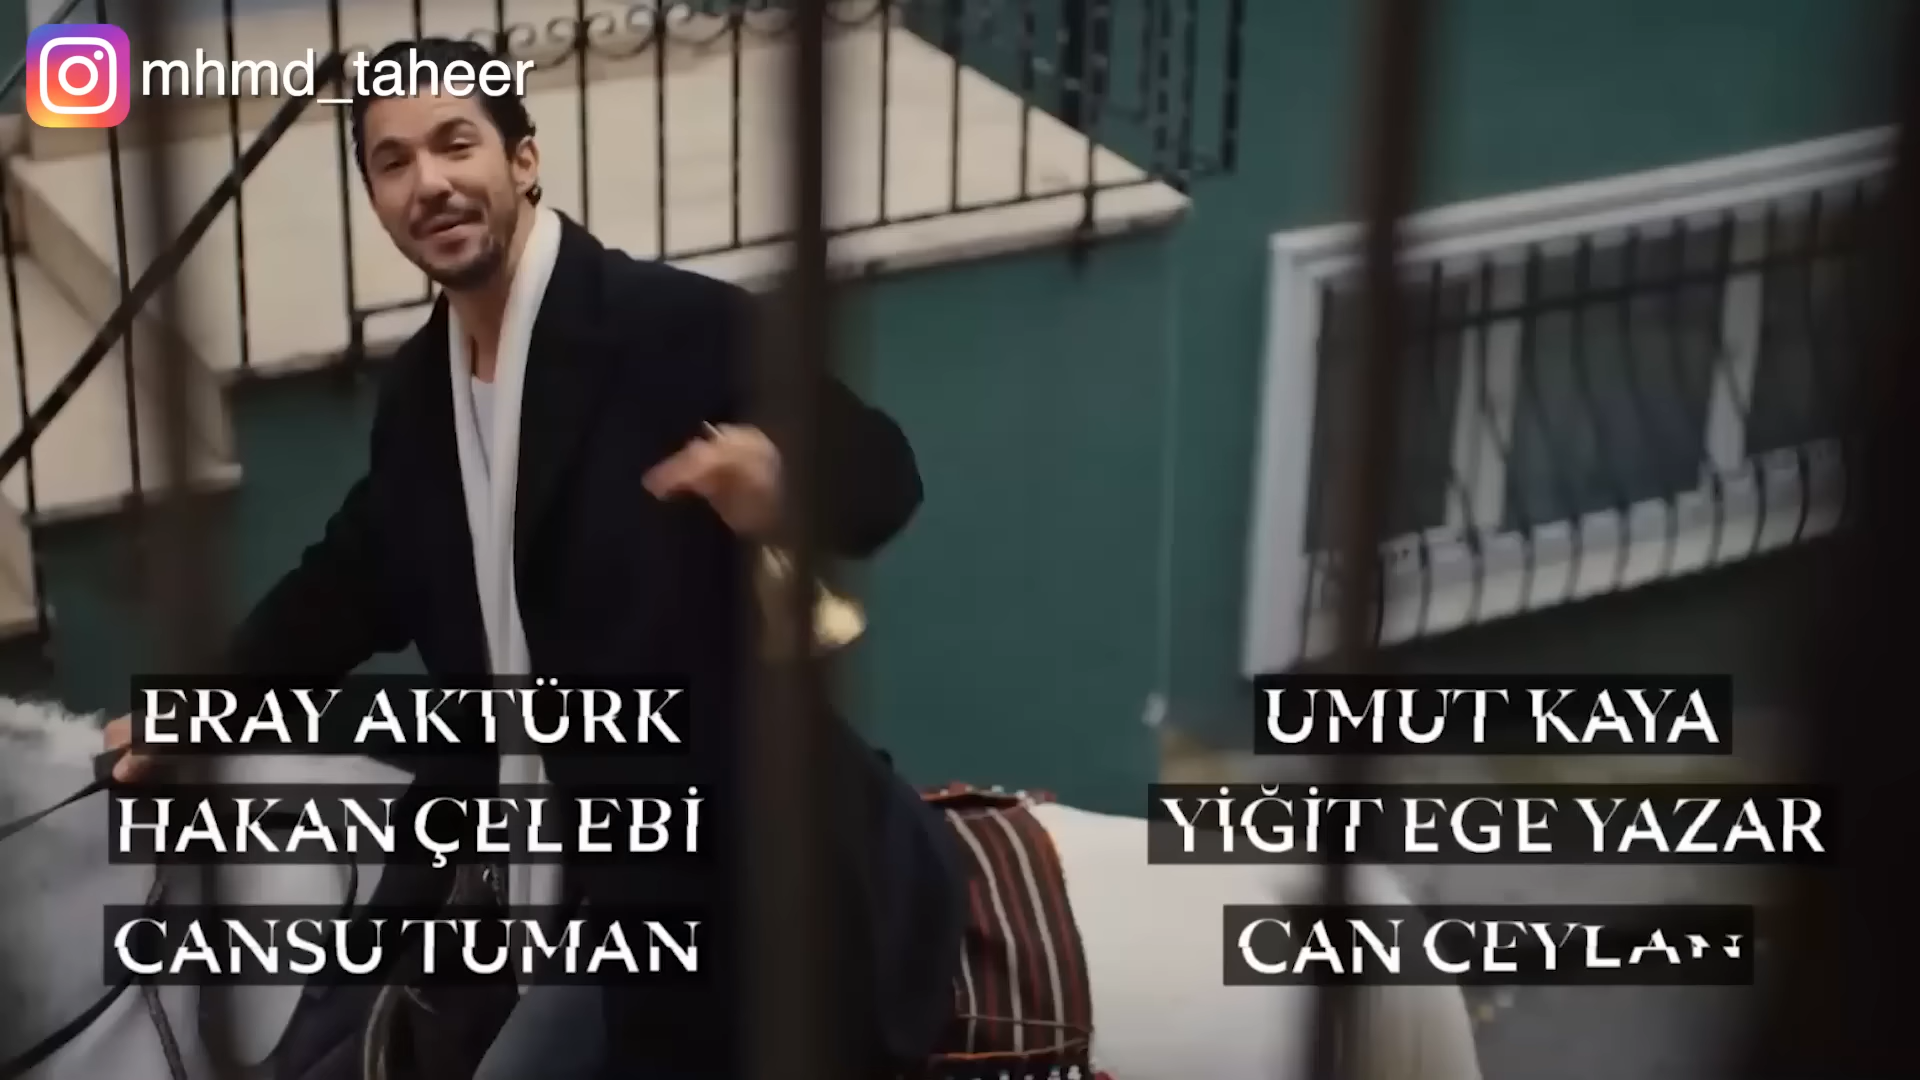 mhmd_taheer
ERAY AKTÜRK
HAKAN ÇELEBİ
CANSU TUMAN
UMUT KAYA
YİĞİT EGE YAZAR
CAN CEYLAN